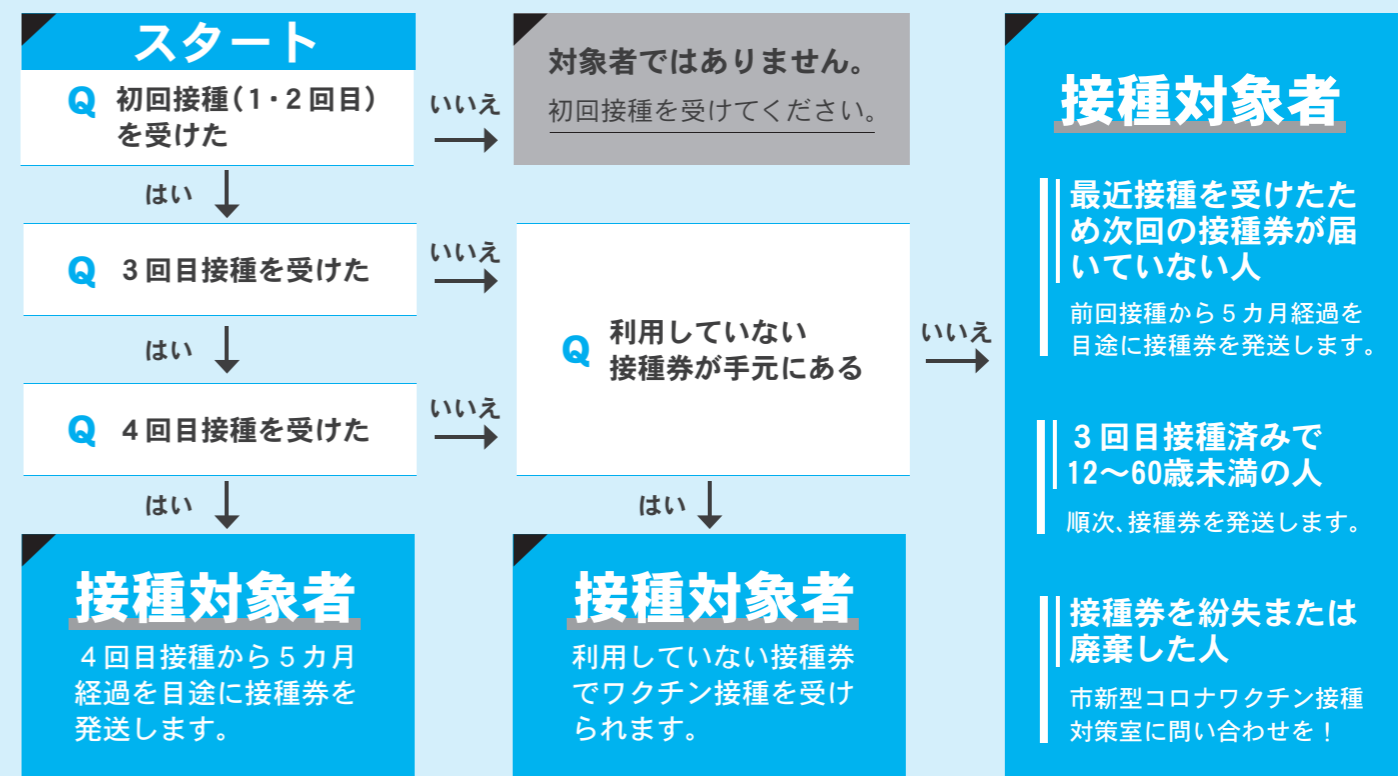 スタート
Q 初回接種（1・2回目）
を受けた
いいえ
対象者ではありません。
初回接種を受けてください。
はい
Q 3回目接種を受けた
いいえ
はい
Q 4回目接種を受けた
いいえ
はい
接種対象者
4回目接種から5カ月
経過を目途に接種券を
発送します。
Q 利用していない
接種券が手元にある
いいえ
はい
接種対象者
利用していない接種券
でワクチン接種を受け
られます。
接種対象者
最近接種を受けたた
め次回の接種券が届
いていない人
前回接種から5カ月経過を
目途に接種券を発送します。
3回目接種済みで
12～60歳未満の人
順次、接種券を発送します。
接種券を紛失または
廃棄した人
市新型コロナワクチン接種
対策室に問い合わせを！